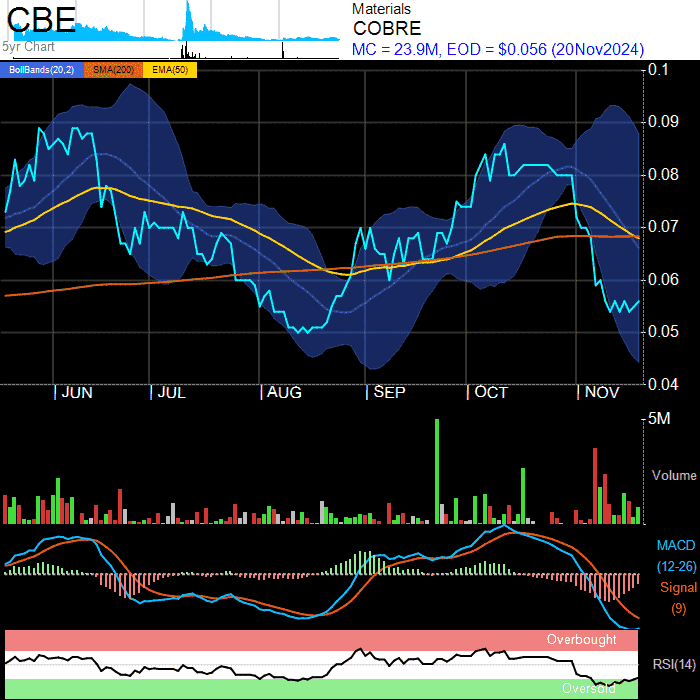 CBE
5yr Chart
Materials
COBRE
MC = 23.9M, EOD = $0.056 (20Nov2024)
BollBands(20,2) SMA(200) EMA(50)
0.1
0.09
0.08
0.07
0.06
0.05
0.04
| JUN | JUL | AUG | SEP | OCT | NOV
5M
Volume
MACD
(12-26)
Signal
(9)
Overbought
RSI(14)
Oversold